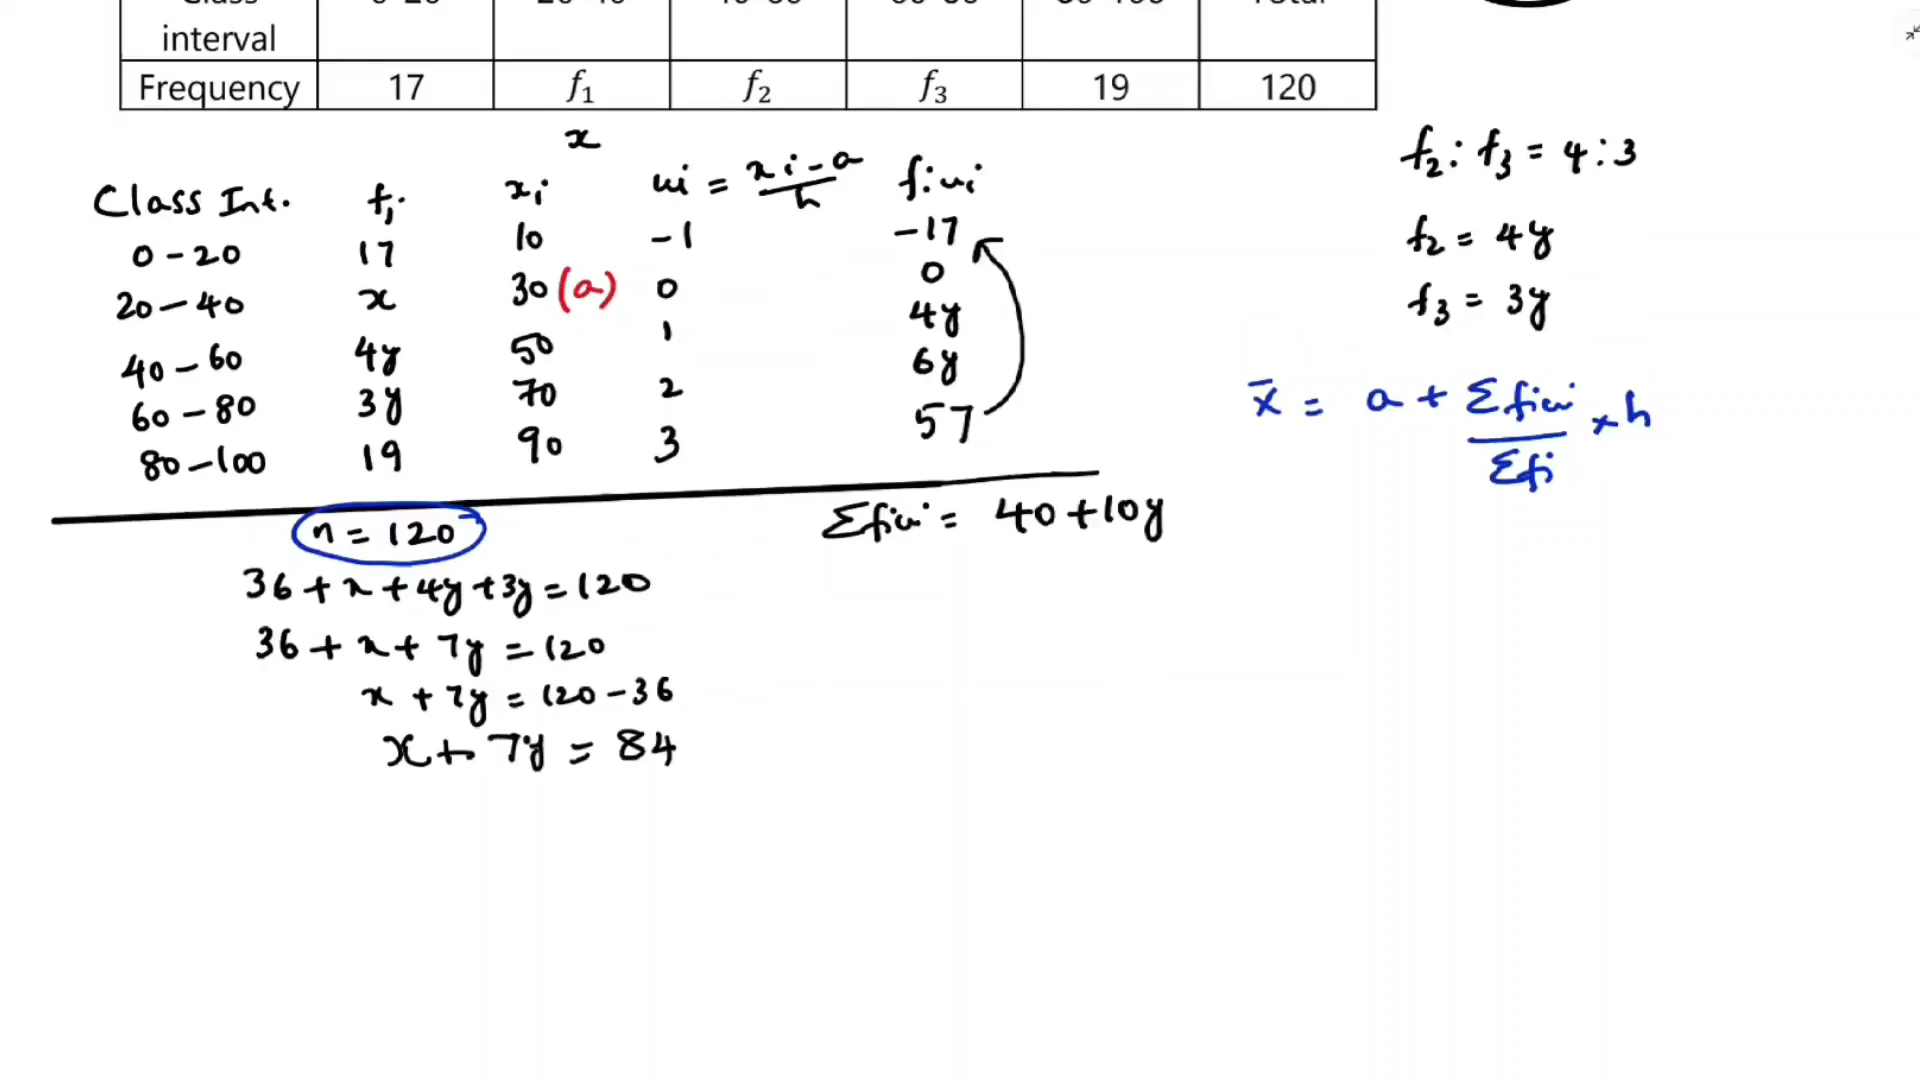 interval
Frequency 17 f₁ f₂ f₃ 19 120
x
f₂ : f₃ = 4 : 3
Class Int. fᵢ xᵢ uᵢ = (xᵢ - a)/h fᵢuᵢ
0 - 20 17 10 -1 -17
20 - 40 x 30 (a) 0 0
40 - 60 4y 50 1 4y
60 - 80 3y 70 2 6y
80 - 100 19 90 3 57
f₂ = 4y
f₃ = 3y
x̄ = a + Σfᵢuᵢ/Σfᵢ × h
n = 120 Σfᵢuᵢ = 40 + 10y
36 + x + 4y + 3y = 120
36 + x + 7y = 120
x + 7y = 120 - 36
x + 7y = 84